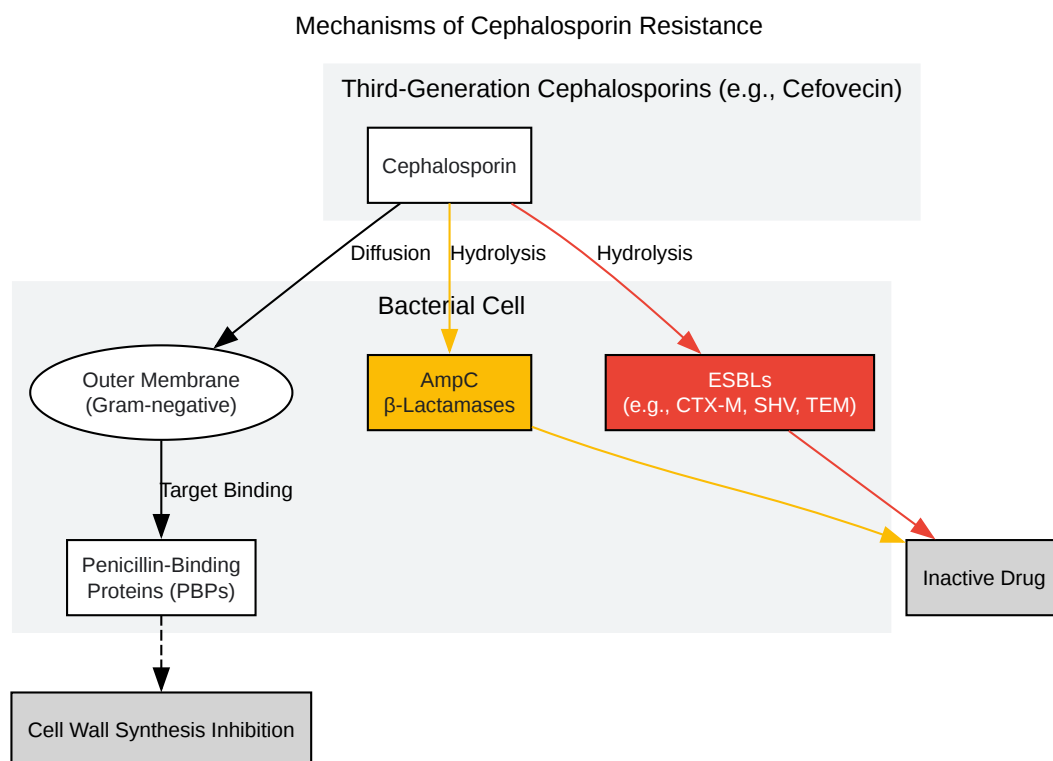 Mechanisms of Cephalosporin Resistance
Third-Generation Cephalosporins (e.g., Cefovecin)
Cephalosporin
Diffusion
Hydrolysis
Hydrolysis
Bacterial Cell
Outer Membrane
(Gram-negative)
AmpC
β-Lactamases
ESBLs
(e.g., CTX-M, SHV, TEM)
Target Binding
Penicillin-Binding
Proteins (PBPs)
Inactive Drug
Cell Wall Synthesis Inhibition